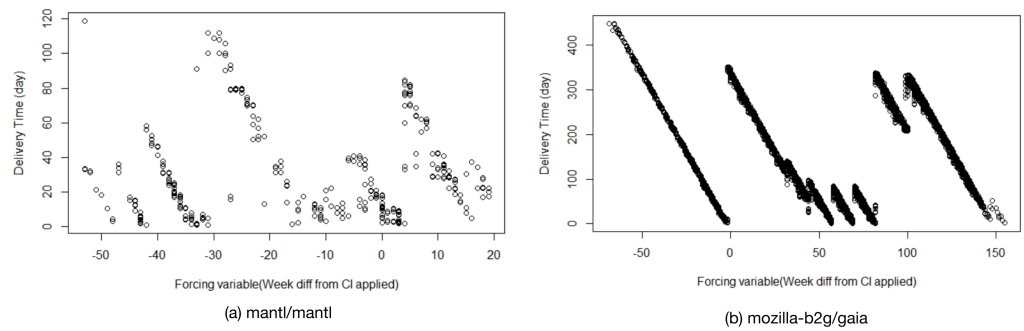 120
100
80
60
40
20
0
Delivery Time (day)
-50 -40 -30 -20 -10 0 10 20
Forcing variable(Week diff from CI applied)
(a) mantl/mantl
400
300
200
100
0
Delivery Time (day)
-50 0 50 100 150
Forcing variable(Week diff from CI applied)
(b) mozilla-b2g/gaia